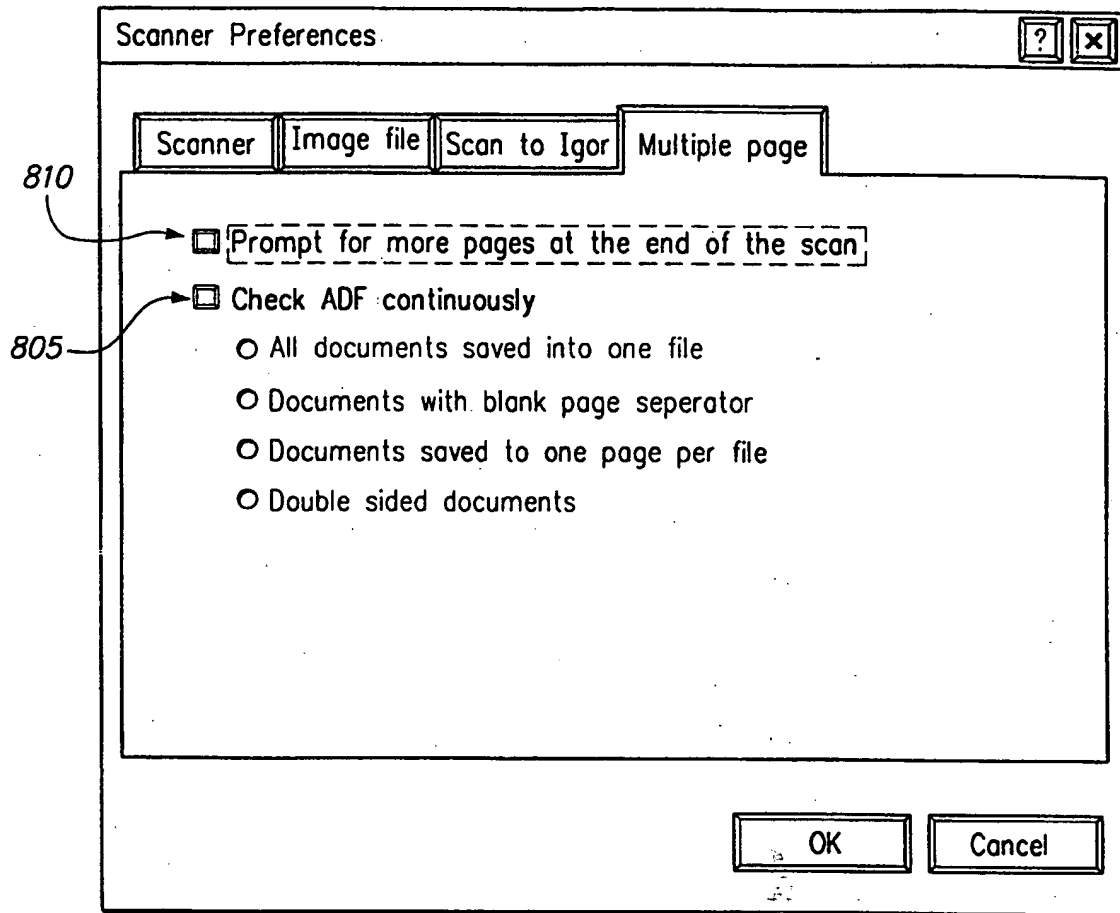 Scanner Preferences ? ×
Scanner Image file Scan to Igor Multiple page
810
Prompt for more pages at the end of the scan
Check ADF continuously
805
All documents saved into one file
Documents with blank page seperator
Documents saved to one page per file
Double sided documents
OK Cancel